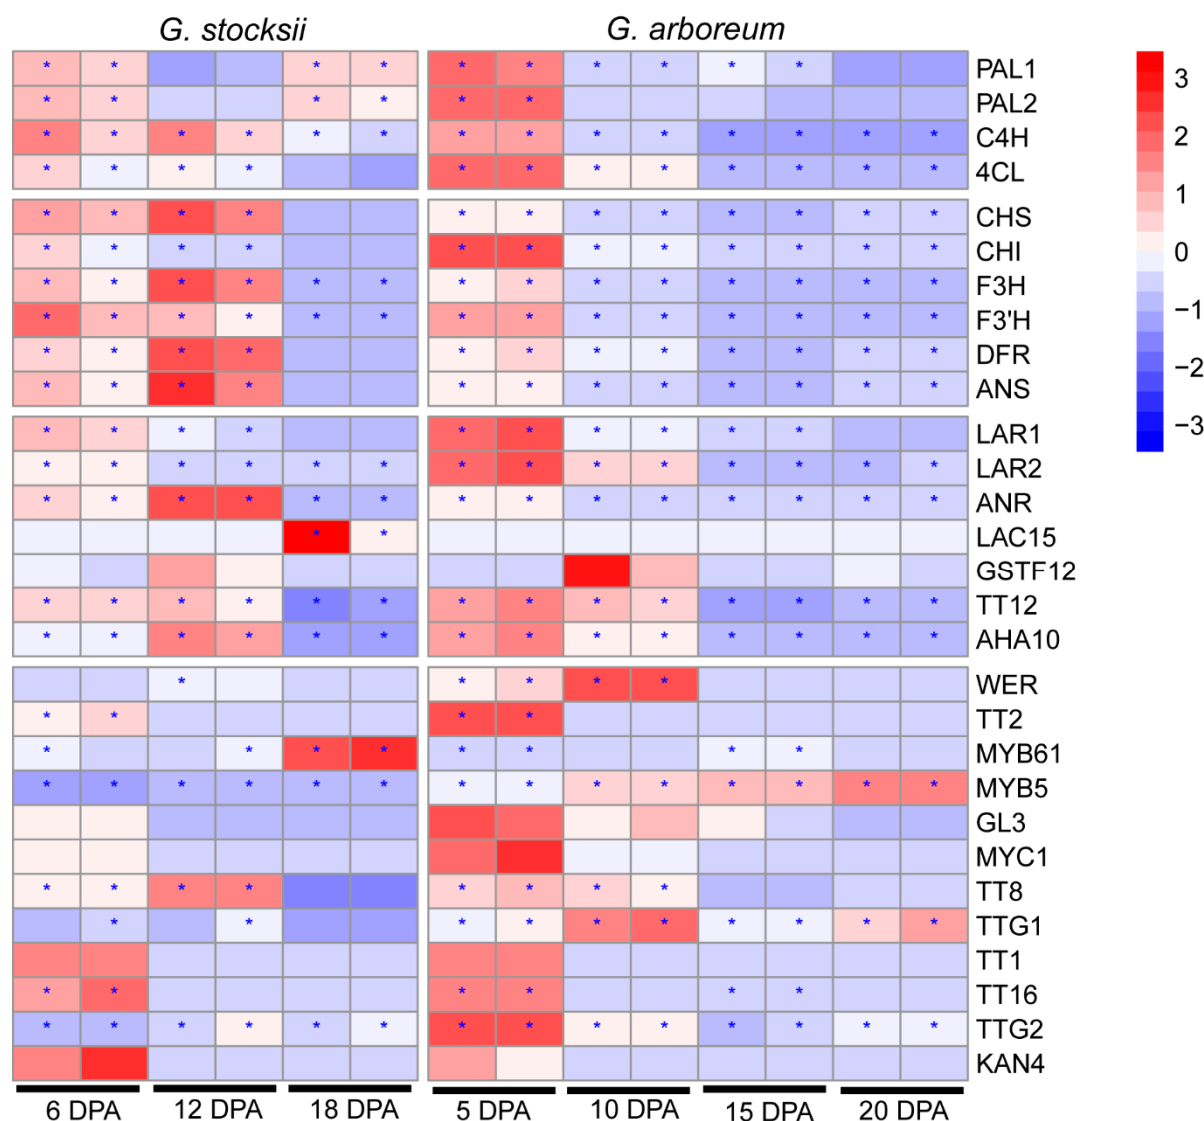 G. stocksii
G. arboreum
PAL1
PAL2
C4H
4CL
CHS
CHI
F3H
F3'H
DFR
ANS
LAR1
LAR2
ANR
LAC15
GSTF12
TT12
AHA10
WER
TT2
MYB61
MYB5
GL3
MYC1
TT8
TTG1
TT1
TT16
TTG2
KAN4
3
2
1
0
−1
−2
−3
6 DPA
12 DPA
18 DPA
5 DPA
10 DPA
15 DPA
20 DPA